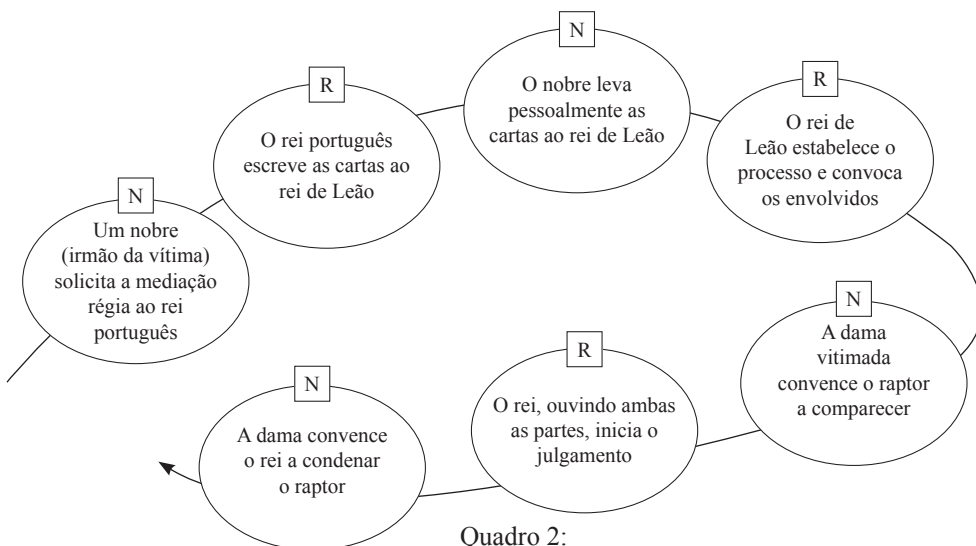 N
Um nobre
(irmão da vítima)
solicita a mediação
régia ao rei
português
R
O rei português
escreve as cartas ao
rei de Leão
N
O nobre leva
pessoalmente as
cartas ao rei de Leão
R
O rei de
Leão estabelece o
processo e convoca
os envolvidos
N
A dama
vitimada
convence o raptor
a comparecer
R
O rei, ouvindo ambas
as partes, inicia o
julgamento
N
A dama convence
o rei a condenar
o raptor
Quadro 2: